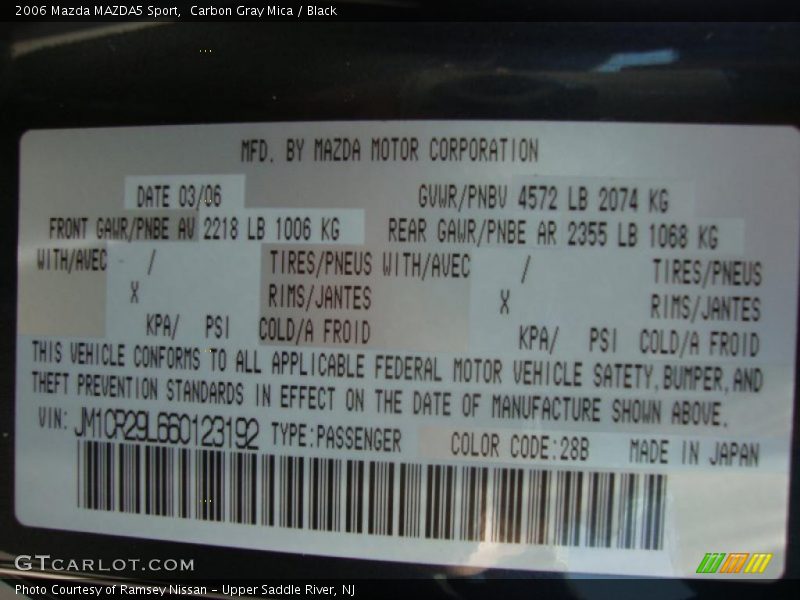 2006 Mazda MAZDA5 Sport,  Carbon Gray Mica / Black
MFD. BY MAZDA MOTOR CORPORATION
DATE 03/06 GVWR/PNBV 4572 LB 2074 KG
FRONT GAWR/PNBE AV 2218 LB 1006 KG REAR GAWR/PNBE AR 2355 LB 1068 KG
WITH/AVEC / TIRES/PNEUS WITH/AVEC / TIRES/PNEUS
X RIMS/JANTES X RIMS/JANTES
KPA/ PSI COLD/A FROID KPA/ PSI COLD/A FROID
THIS VEHICLE CONFORMS TO ALL APPLICABLE FEDERAL MOTOR VEHICLE SAFETY, BUMPER, AND
THEFT PREVENTION STANDARDS IN EFFECT ON THE DATE OF MANUFACTURE SHOWN ABOVE.
VIN: JM1CR29L660123192 TYPE:PASSENGER COLOR CODE:28B MADE IN JAPAN
GTCARLOT.COM
Photo Courtesy of Ramsey Nissan - Upper Saddle River, NJ